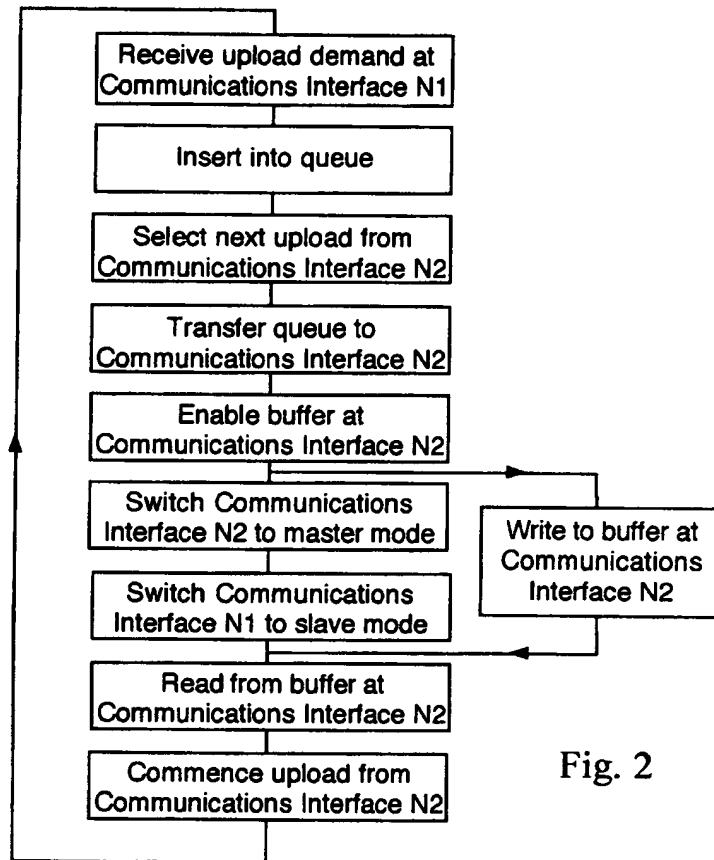 Receive upload demand at
Communications Interface N1
Insert into queue
Select next upload from
Communications Interface N2
Transfer queue to
Communications Interface N2
Enable buffer at
Communications Interface N2
Switch Communications
Interface N2 to master mode
Write to buffer at
Communications
Interface N2
Switch Communications
Interface N1 to slave mode
Read from buffer at
Communications Interface N2
Commence upload from
Communications Interface N2
Fig. 2